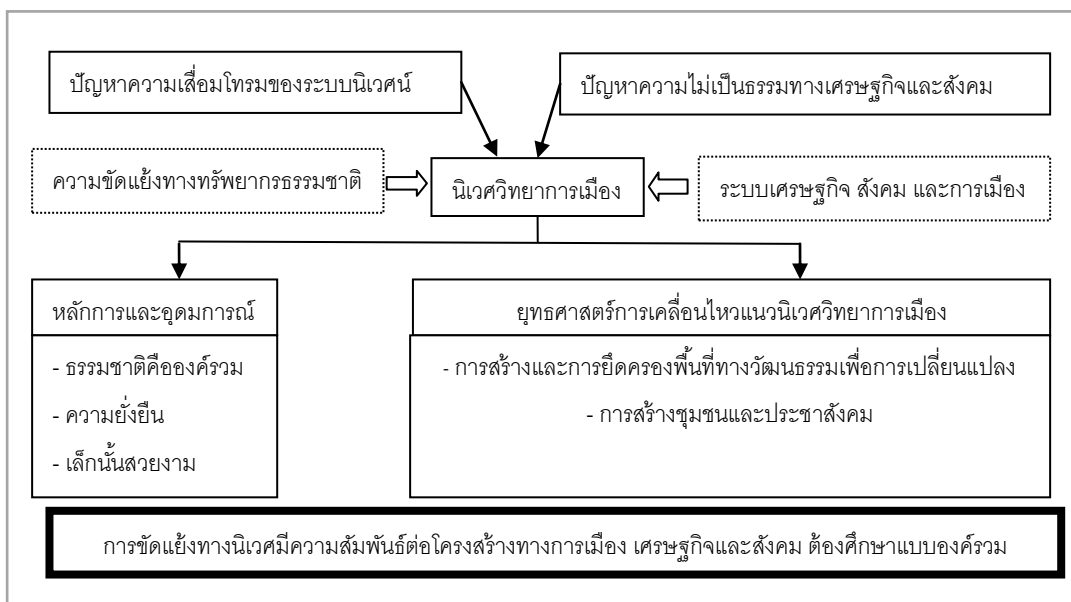 ปัญหาความเสื่อมโทรมของระบบนิเวศน์
ปัญหาความไม่เป็นธรรมทางเศรษฐกิจและสังคม
ความขัดแย้งทางทรัพยากรธรรมชาติ
นิเวศวิทยาการเมือง
ระบบเศรษฐกิจ สังคม และการเมือง
หลักการและอุดมการณ์
- ธรรมชาติคือองค์รวม
- ความยั่งยืน
- เล็กนั้นสวยงาม
ยุทธศาสตร์การเคลื่อนไหวแนวนิเวศวิทยาการเมือง
- การสร้างและการยึดครองพื้นที่ทางวัฒนธรรมเพื่อการเปลี่ยนแปลง
- การสร้างชุมชนและประชาสังคม
การขัดแย้งทางนิเวศมีความสัมพันธ์ต่อโครงสร้างทางการเมือง เศรษฐกิจและสังคม ต้องศึกษาแบบองค์รวม